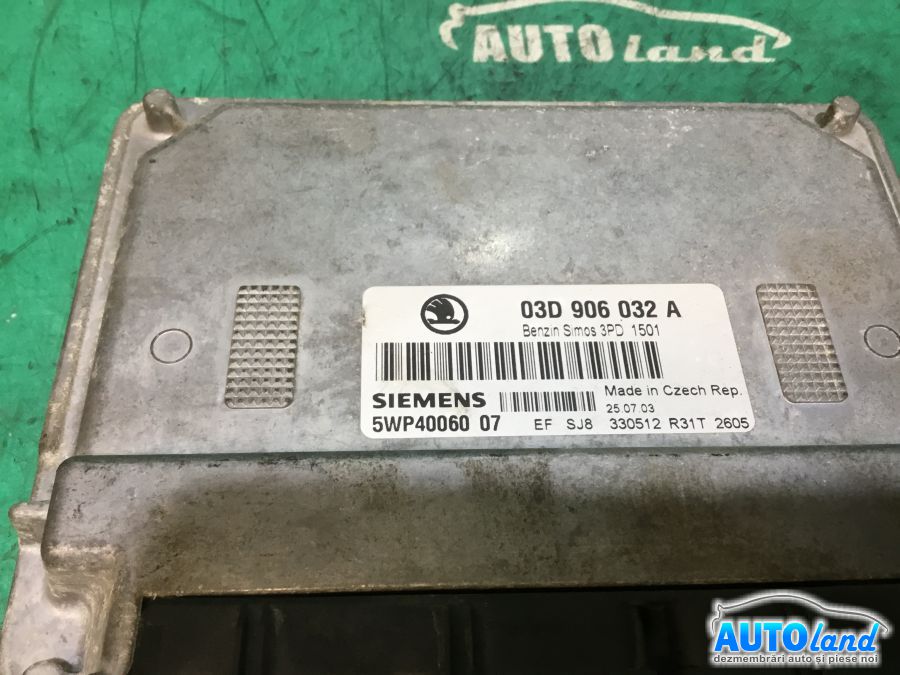 AUTOland
03D 906 032 A
Benzin Simos 3PD 1501
Made in Czech Rep.
SIEMENS
25.07.03
5WP40060 07 EF SJ8 330512 R31T 2605
AUTOland
dezmembrări auto și piese noi